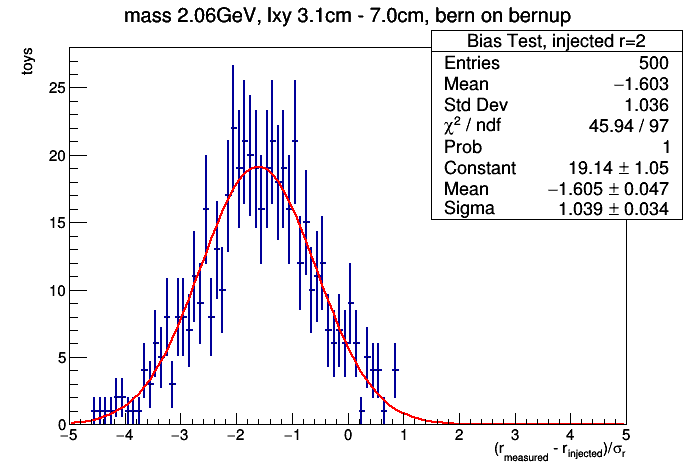 mass 2.06GeV, lxy 3.1cm - 7.0cm, bern on bernup
Bias Test, injected r=2
Entries 500
Mean −1.603
Std Dev 1.036
χ² / ndf 45.94 / 97
Prob 1
Constant 19.14 ± 1.05
Mean −1.605 ± 0.047
Sigma 1.039 ± 0.034
toys
25
20
15
10
5
0
−5 −4 −3 −2 −1 0 1 2 3 4 5
(r_measured - r_injected)/σ_r